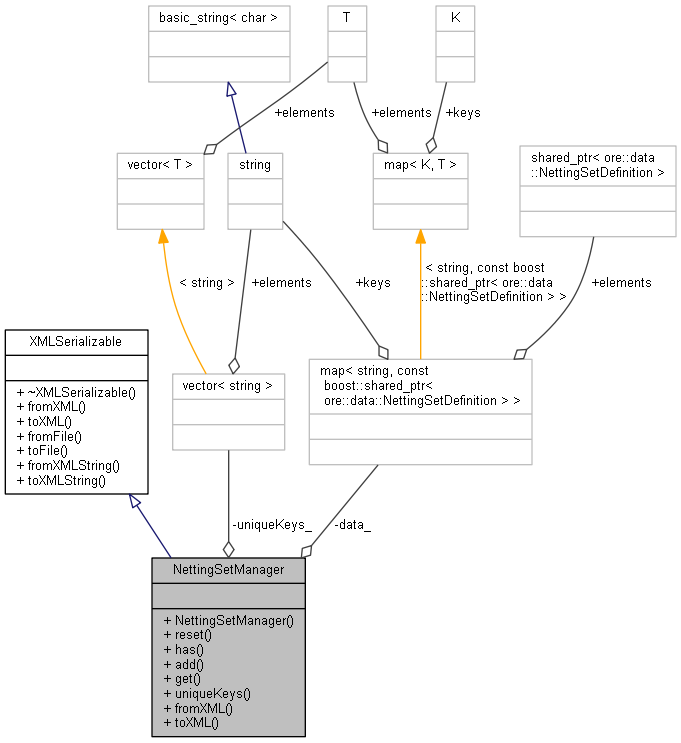 basic_string< char >
T
K
+elements
+elements
+keys
vector< T >
string
map< K, T >
shared_ptr< ore::data
::NettingSetDefinition >
< string >
+elements
+keys
< string, const boost
::shared_ptr< ore::data
::NettingSetDefinition > >
+elements
XMLSerializable
+ ~XMLSerializable()
+ fromXML()
+ toXML()
+ fromFile()
+ toFile()
+ fromXMLString()
+ toXMLString()
vector< string >
map< string, const
boost::shared_ptr<
ore::data::NettingSetDefinition > >
-uniqueKeys_
-data_
NettingSetManager
+ NettingSetManager()
+ reset()
+ has()
+ add()
+ get()
+ uniqueKeys()
+ fromXML()
+ toXML()